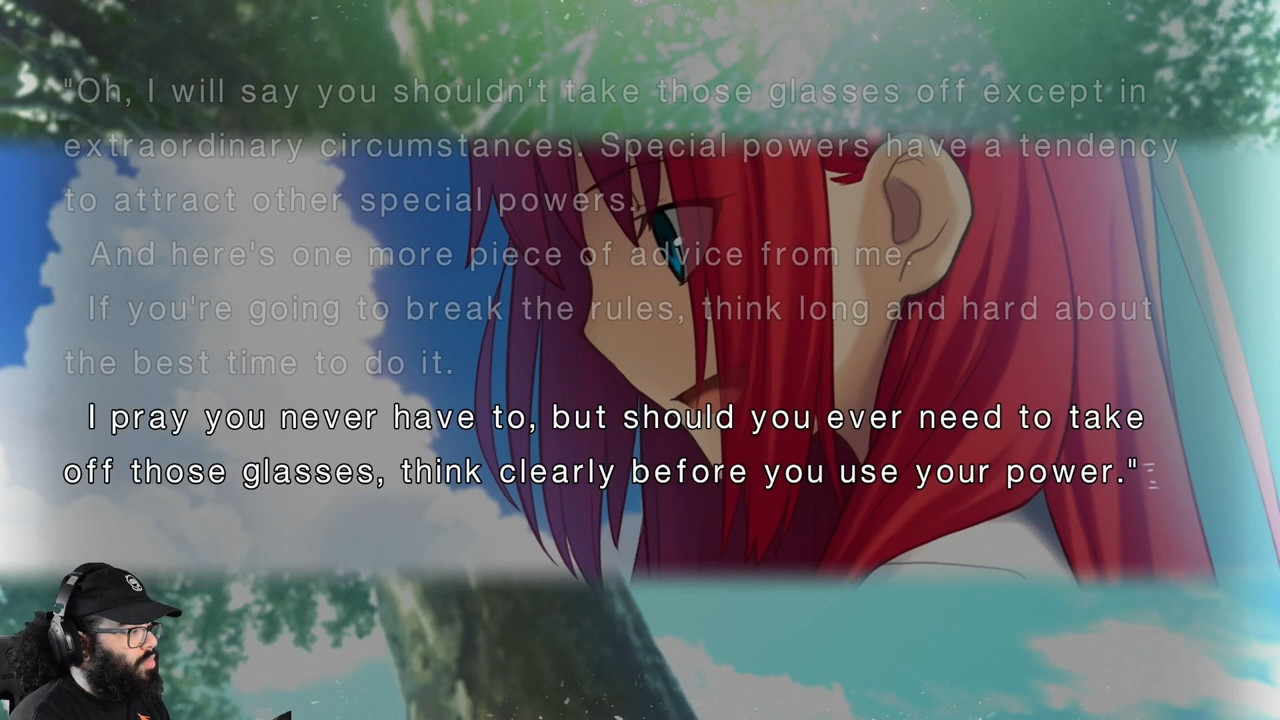 "Oh, I will say you shouldn't take those glasses off except in
extraordinary circumstances. Special powers have a tendency
to attract other special powers.
And here's one more piece of advice from me.
If you're going to break the rules, think long and hard about
the best time to do it.
I pray you never have to, but should you ever need to take
off those glasses, think clearly before you use your power."